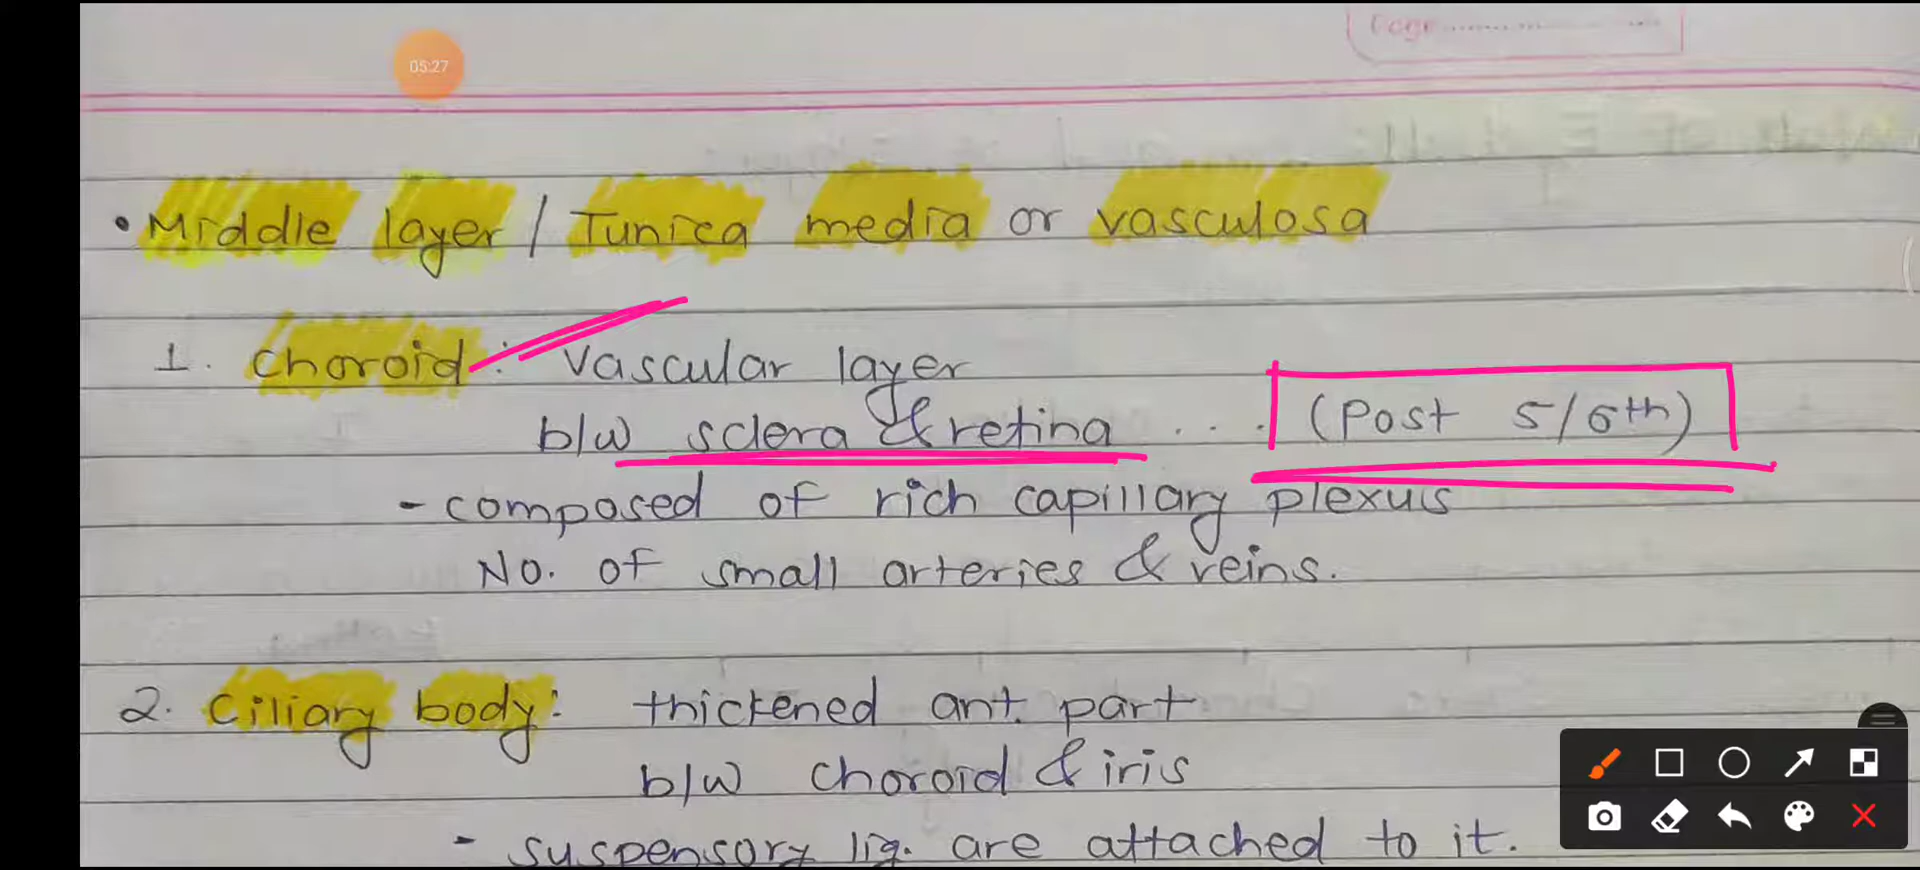 Page
05:27
• Middle layer / Tunica media or vasculosa
1. Choroid : Vascular layer
b/w sclera & retina .... (Post 5/6th)
- composed of rich capillary plexus
No. of small arteries & veins.
2. Ciliary body : thickened ant. part
b/w choroid & iris
- suspensory lig. are attached to it.